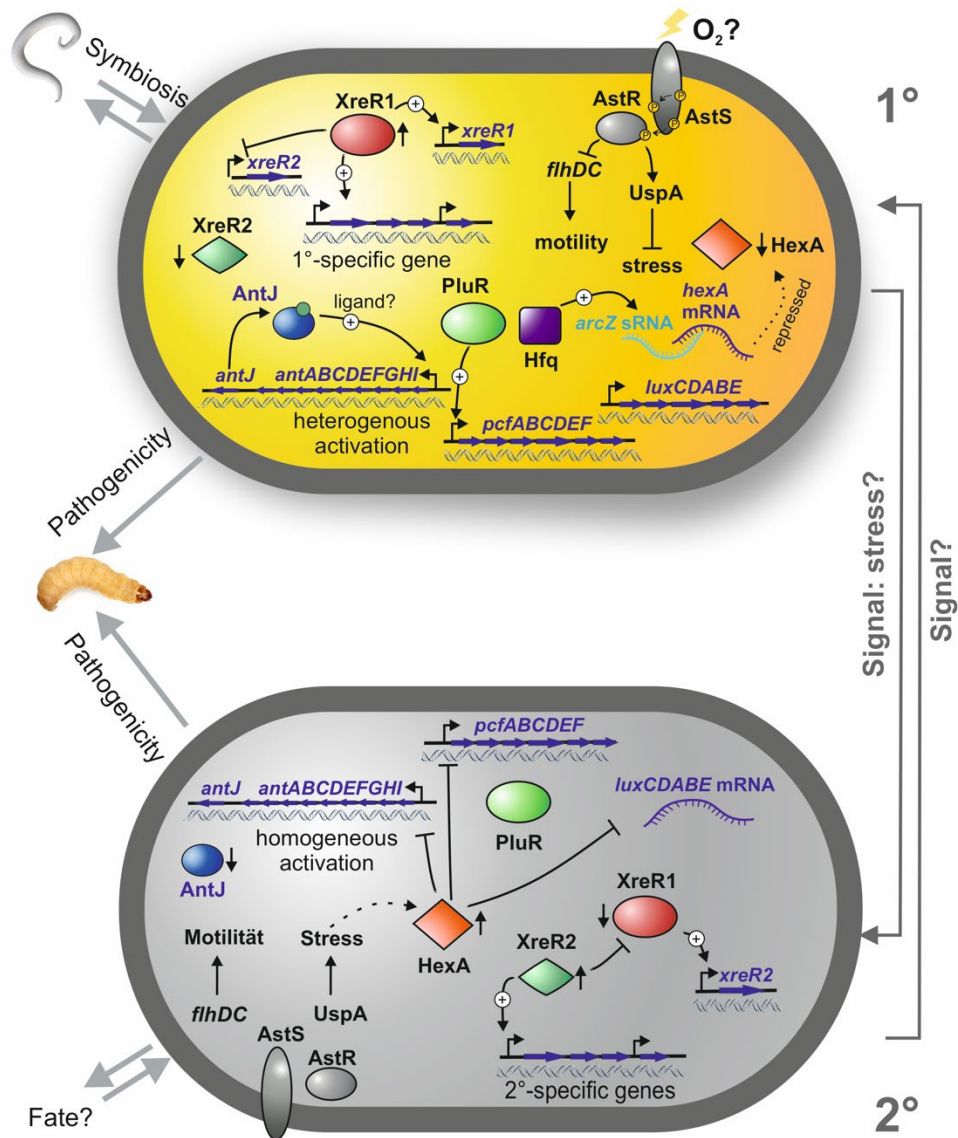 Symbiosis
O2?
1°
AstR
AstS
P
P
P
P
XreR1
+
xreR1
xreR2
+
flhDC
UspA
motility
stress
XreR2
1°-specific gene
HexA
AntJ
ligand?
+
PluR
Hfq
+
arcZ sRNA
hexA
mRNA
repressed
antJ
antABCDEFGHI
+
luxCDABE
heterogenous
activation
pcfABCDEF
Pathogenicity
Signal: stress?
Signal?
Pathogenicity
pcfABCDEF
antJ
antABCDEFGHI
luxCDABE mRNA
homogeneous
activation
PluR
AntJ
XreR1
Motilität
Stress
HexA
XreR2
+
xreR2
flhDC
UspA
+
AstS
AstR
2°-specific genes
Fate?
2°